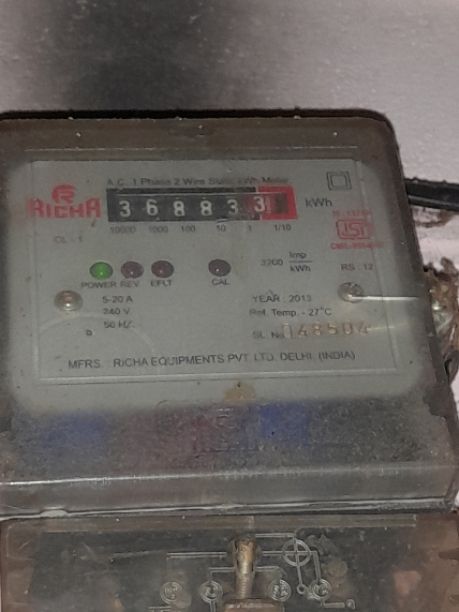 A.C. 1 Phase 2 Wire Static kWh Meter
RICHA
3 6 8 8 3 3
kWh
10000 1000 100 10 1 1/10
CL - 1
3200 Imp/kWh
RS : 12
POWER REV EFLT CAL
5-20 A
240 V
50 HZ
YEAR : 2013
Ref. Temp. - 27°C
SL. No. 048504
MFRS. : RICHA EQUIPMENTS PVT. LTD. DELHI. (INDIA)